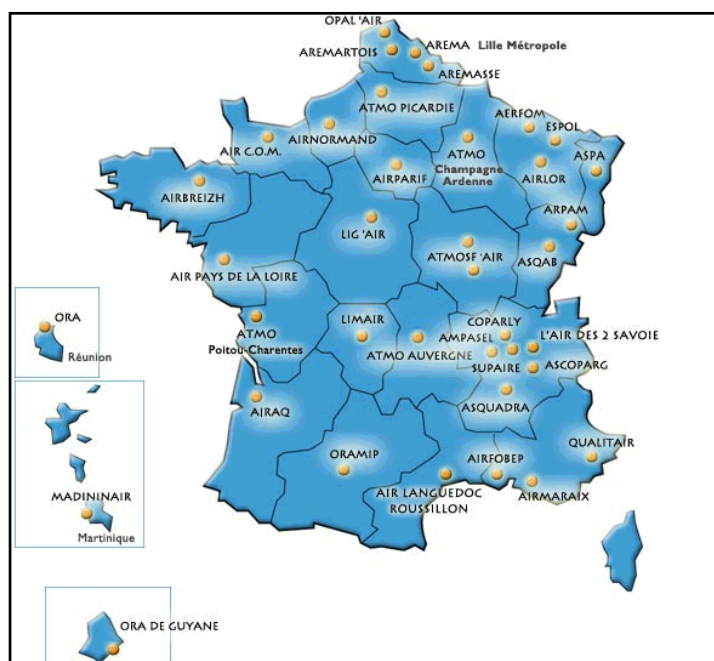 OPAL 'AIR
AREMARTOIS
AREMA Lille Métropole
AREMASSE
ATMO PICARDIE
AERFOM
ESPOL
AIR C.O.M.
AIRNORMAND
ATMO
Champagne
Ardenne
ASPA
AIRPARIF
AIRLOR
AIRBREIZH
ARPAM
LIG 'AIR
ATMOSF 'AIR
ASQAB
AIR PAYS DE LA LOIRE
ORA
Réunion
ATMO
Poitou-Charentes
LIMAIR
ATMO AUVERGNE
COPARLY
AMPASEL
L'AIR DES 2 SAVOIE
SUPAIRE
ASCOPARG
AIRAQ
ASQUADRA
ORAMIP
AIRFOBEP
QUALITAIR
MADININAIR
Martinique
AIR LANGUEDOC
ROUSSILLON
AIRMARAIX
ORA DE GUYANE